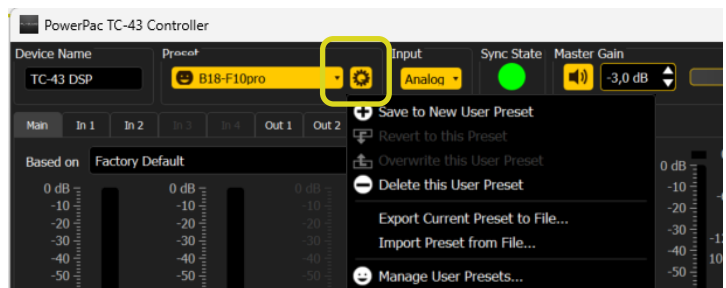 PowerPac TC-43 Controller
Device Name
Preset
Input
Sync State
Master Gain
TC-43 DSP
B18-F10pro
Analog
-3,0 dB
Main
In 1
In 2
In 3
In 4
Out 1
Out 2
Save to New User Preset
Revert to this Preset
Overwrite this User Preset
Delete this User Preset
Export Current Preset to File...
Import Preset from File...
Manage User Presets...
Based on
Factory Default
0 dB
-10
-20
-30
-40
-50
0 dB
-10
-20
-30
-40
-50
0 dB
-10
-20
-30
-40
-50
0 dB
-10
-20
-30
-40
-50